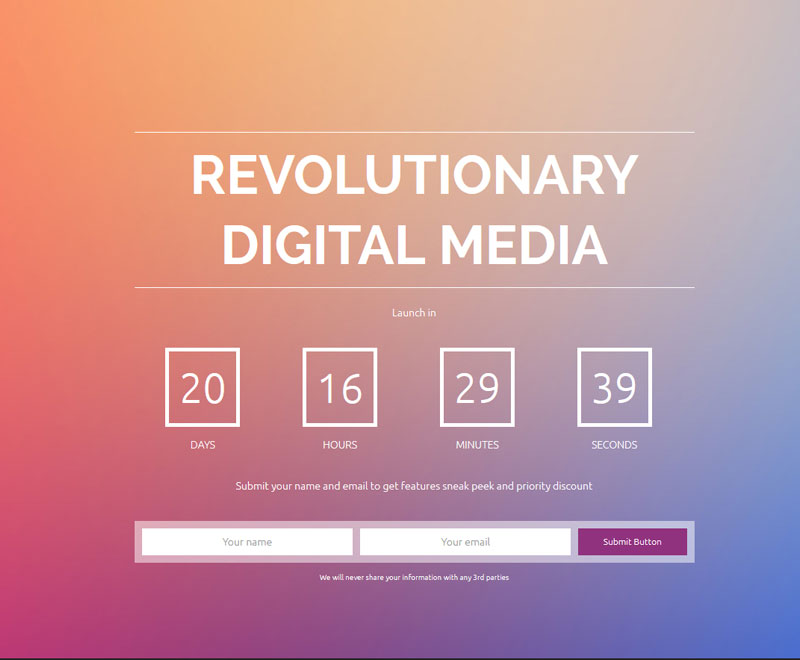 REVOLUTIONARY
DIGITAL MEDIA
Launch in
20 16 29 39
DAYS HOURS MINUTES SECONDS
Submit your name and email to get features sneak peek and priority discount
Your name Your email Submit Button
We will never share your information with any 3rd parties